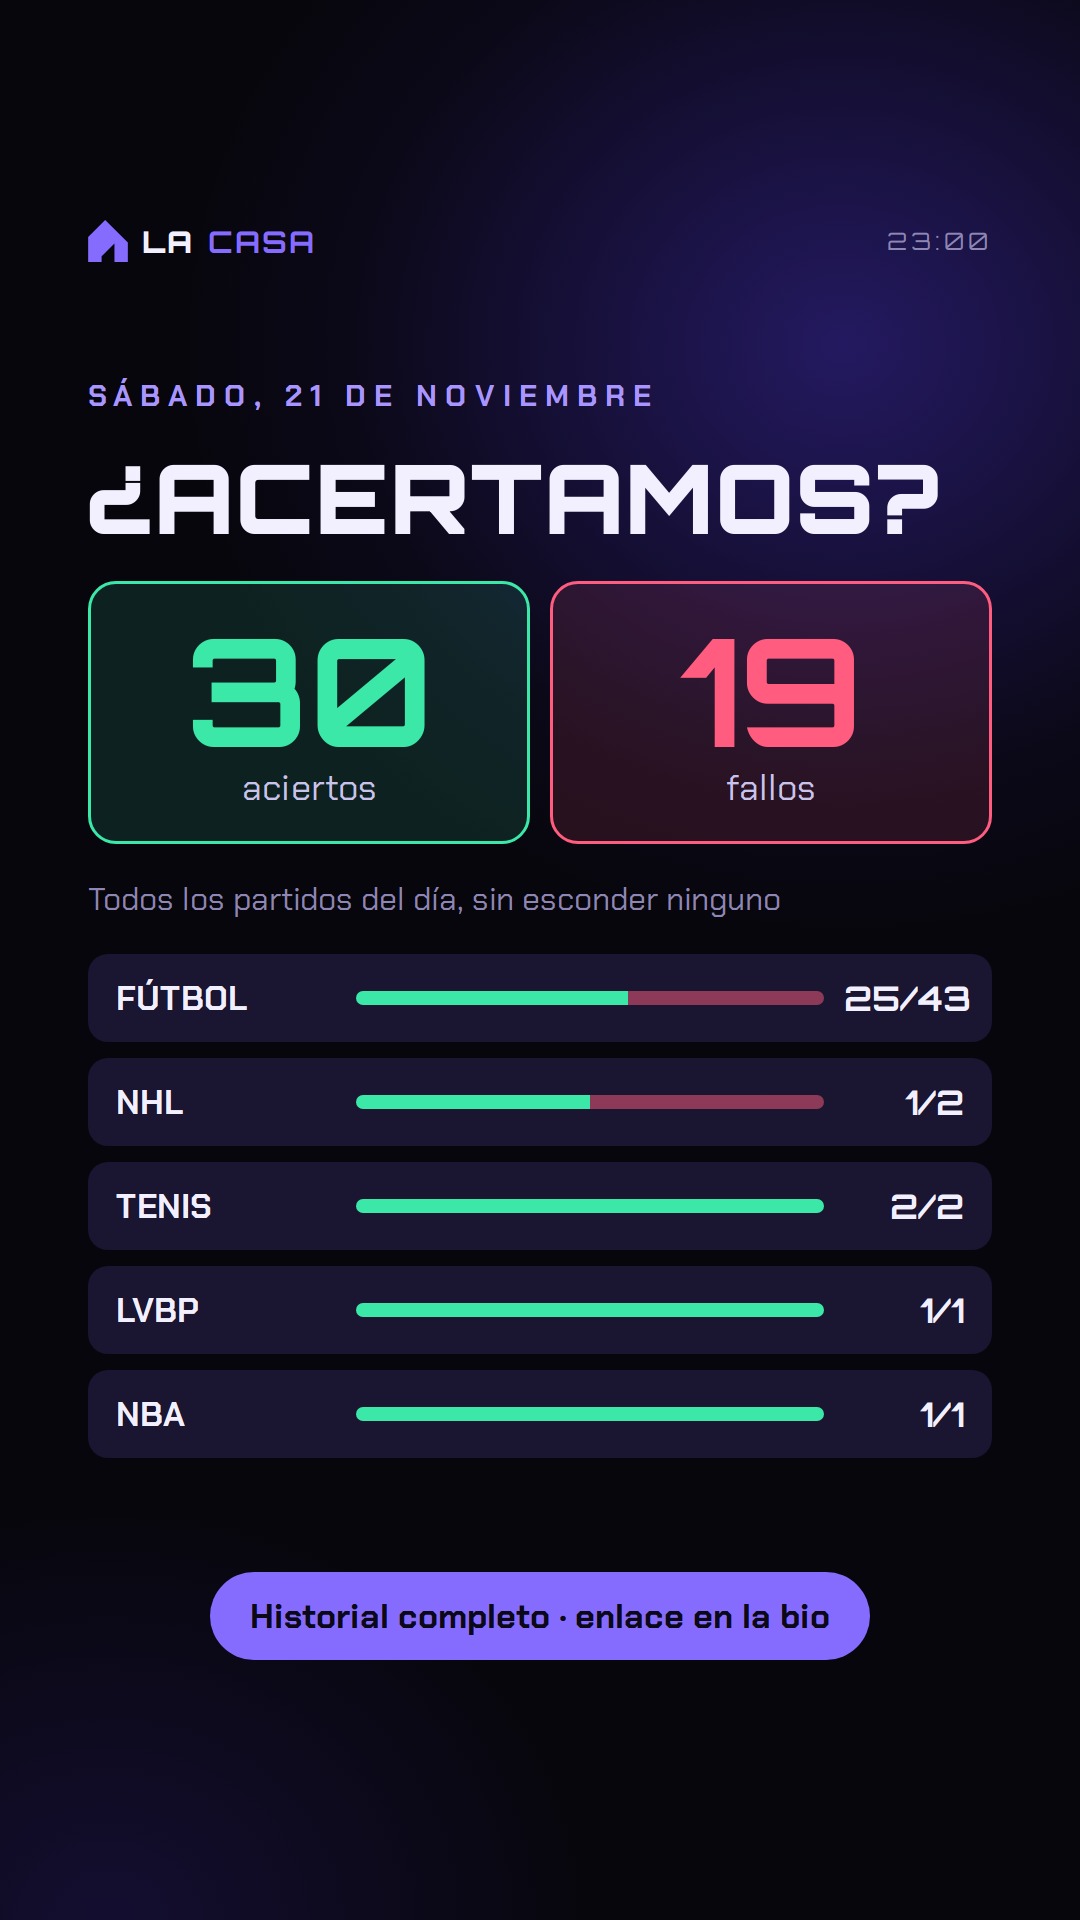 LA CASA
23:00
SÁBADO, 21 DE NOVIEMBRE
¿ACERTAMOS?
30
aciertos
19
fallos
Todos los partidos del día, sin esconder ninguno
FÚTBOL 25/43
NHL 1/2
TENIS 2/2
LVBP 1/1
NBA 1/1
Historial completo · enlace en la bio